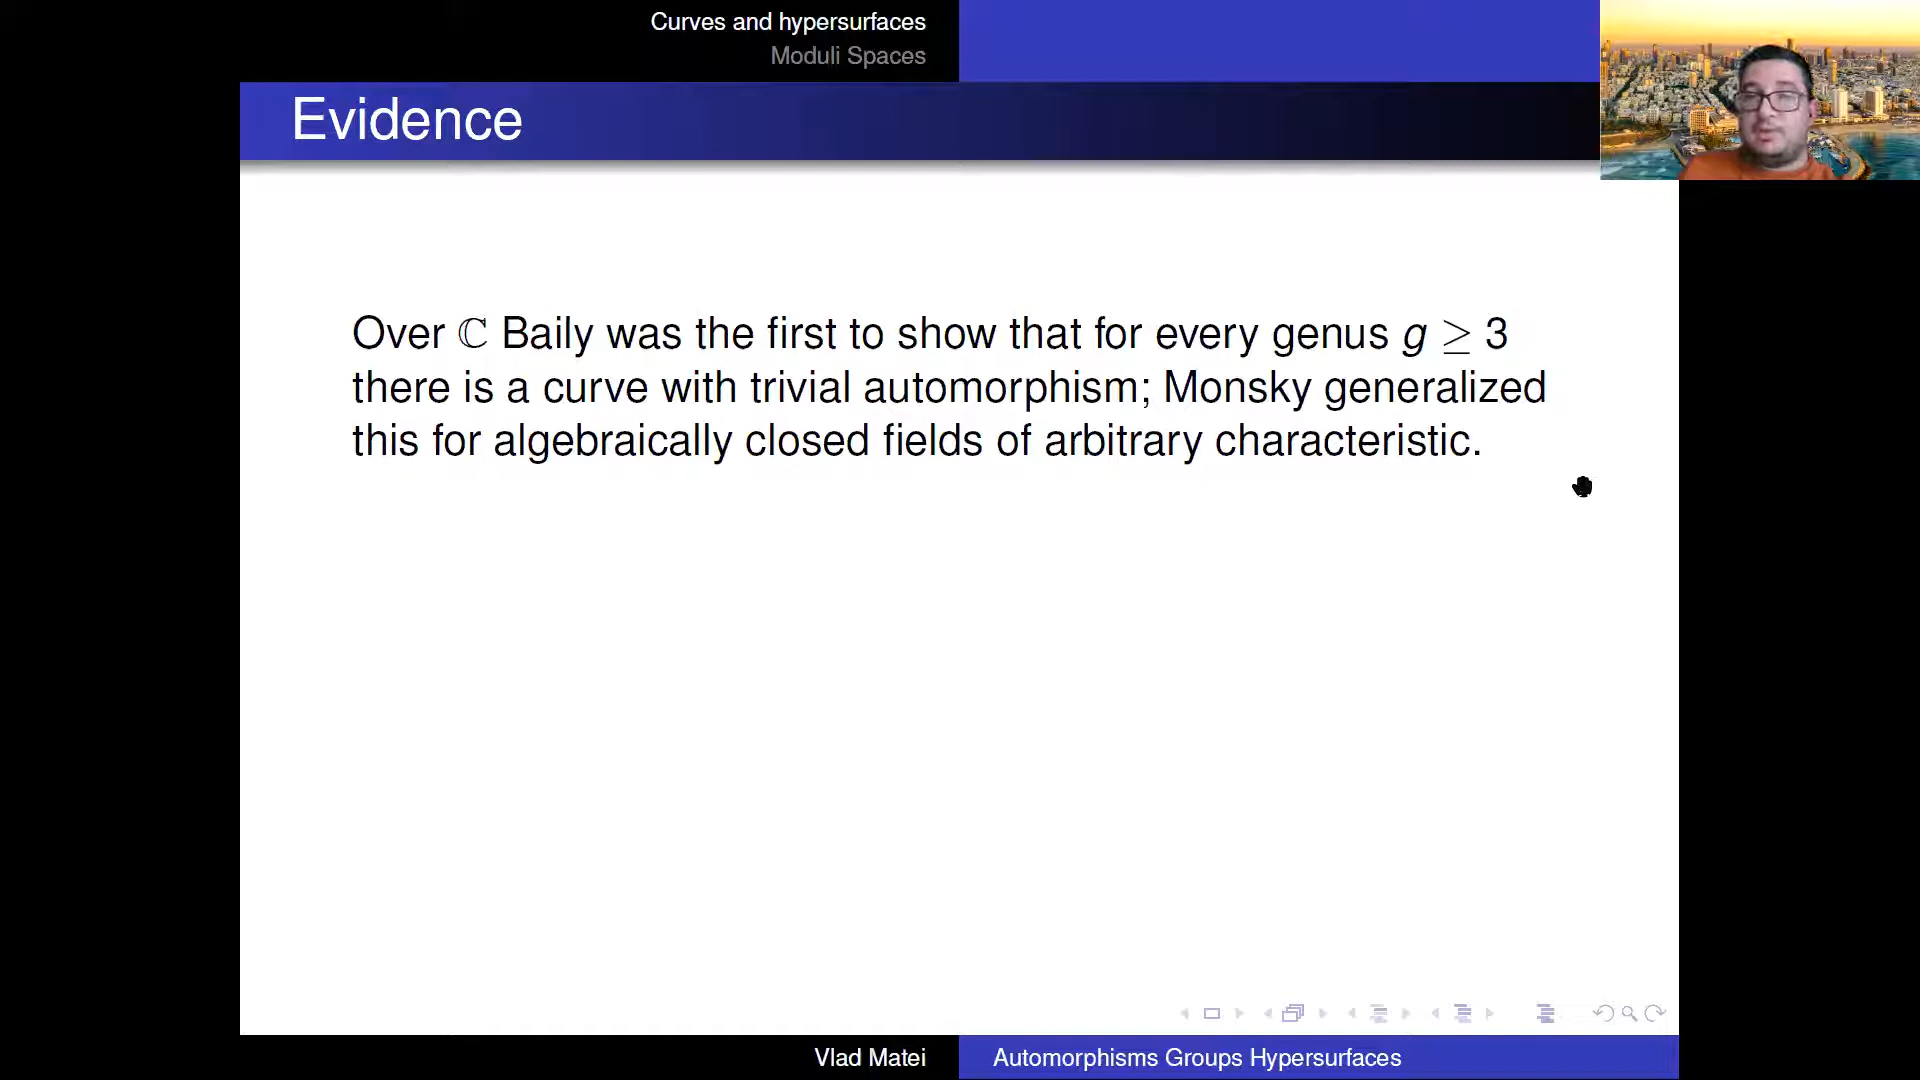 Curves and hypersurfaces
Moduli Spaces
Evidence
Over ℂ Baily was the first to show that for every genus g ≥ 3
there is a curve with trivial automorphism; Monsky generalized
this for algebraically closed fields of arbitrary characteristic.
Vlad Matei
Automorphisms Groups Hypersurfaces